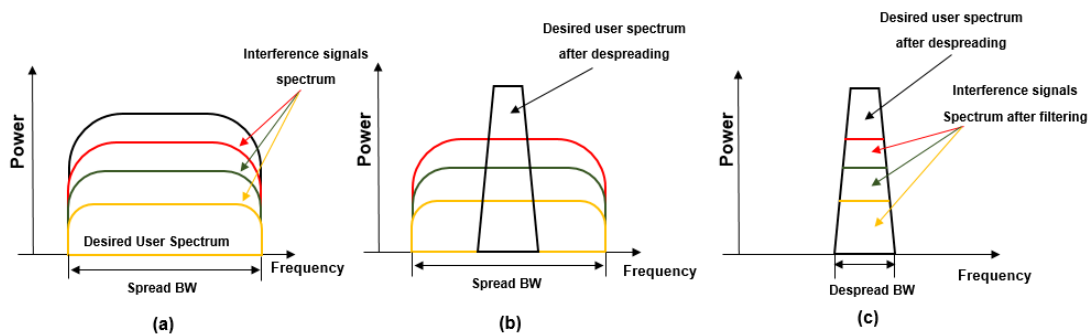 Interference signals
spectrum
Power
Desired User Spectrum
Frequency
Spread BW
(a)
Desired user spectrum
after despreading
Power
Frequency
Spread BW
(b)
Desired user spectrum
after despreading
Interference signals
Spectrum after filtering
Power
Frequency
Despread BW
(c)